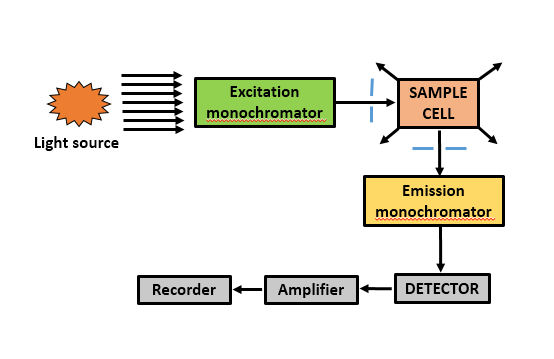 Excitation
monochromator
SAMPLE
CELL
Light source
Emission
monochromator
Recorder
Amplifier
DETECTOR